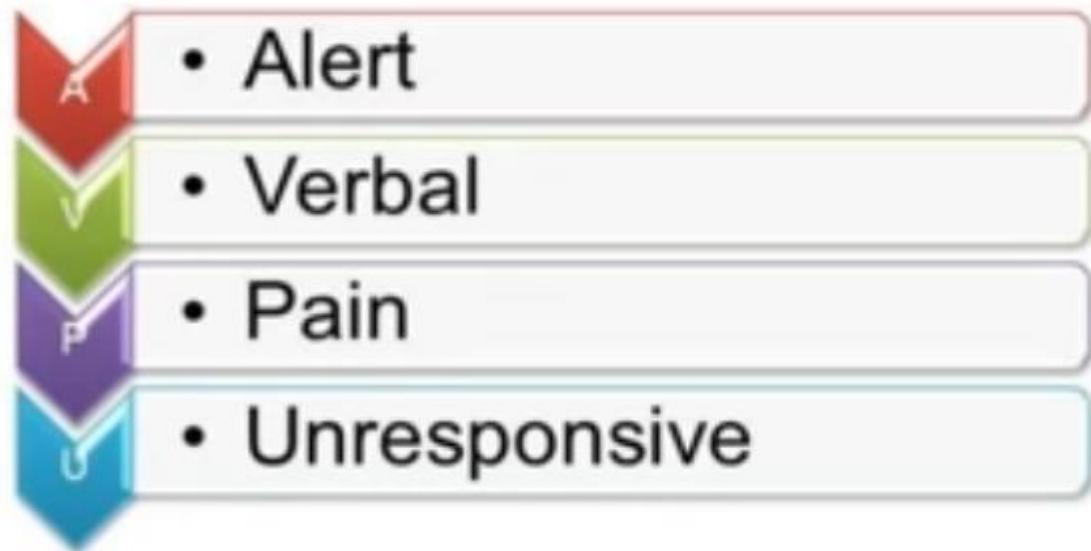 A • Alert
V • Verbal
P • Pain
U • Unresponsive